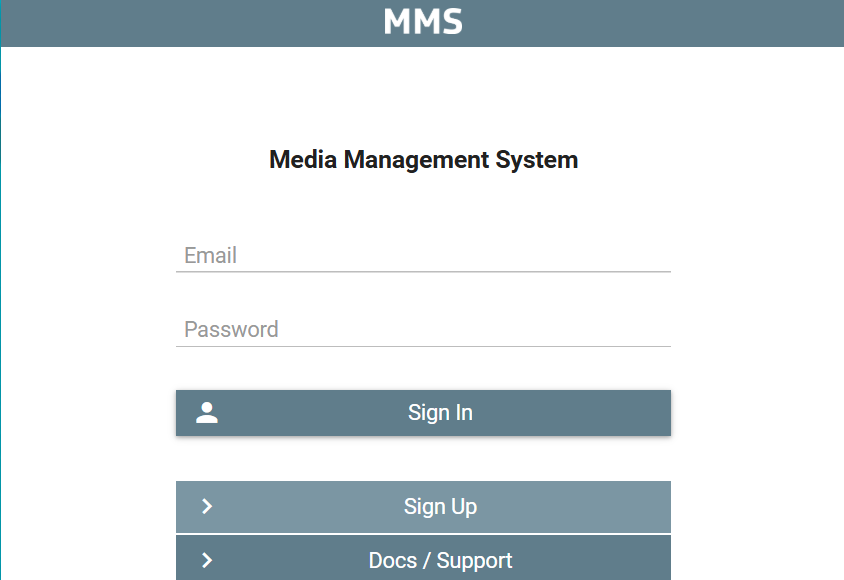 MMS
Media Management System
Email
Password
Sign In
Sign Up
Docs / Support